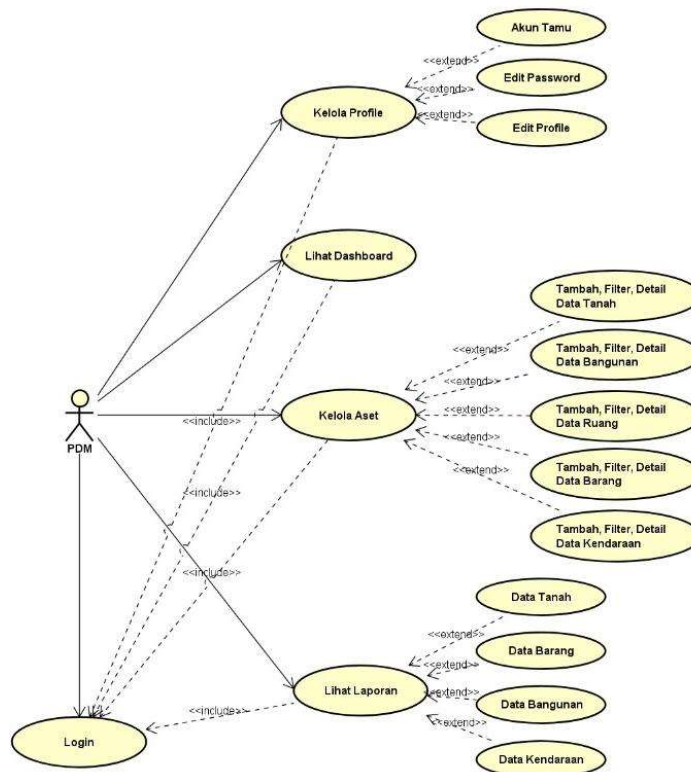 Akun Tamu
<<extend>>
Edit Password
<<extend>>
Kelola Profile
<<extend>>
Edit Profile
Lihat Dashboard
Tambah, Filter, Detail
Data Tanah
<<extend>>
Tambah, Filter, Detail
Data Bangunan
<<extend>>
Kelola Aset
<<extend>>
Tambah, Filter, Detail
Data Ruang
<<include>>
<<extend>>
Tambah, Filter, Detail
Data Barang
<<extend>>
PDM
<<include>>
Tambah, Filter, Detail
Data Kendaraan
<<include>>
Data Tanah
<<extend>>
Data Barang
<<extend>>
Lihat Laporan
<<extend>>
Data Bangunan
<<include>>
<<extend>>
Login
Data Kendaraan